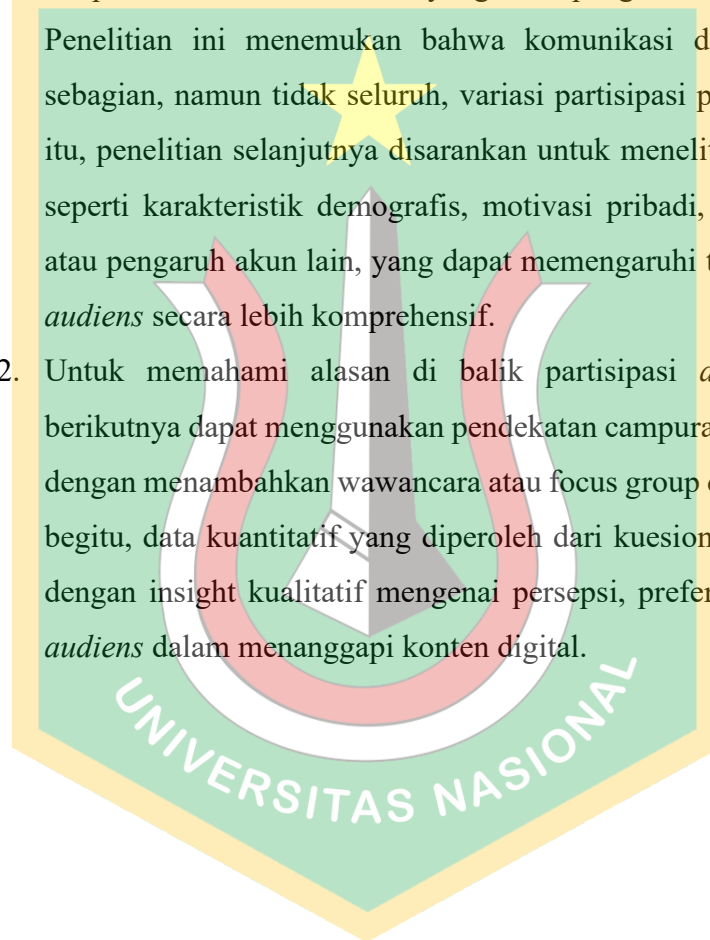 Penelitian ini menemukan bahwa komunikasi d
sebagian, namun tidak seluruh, variasi partisipasi p
itu, penelitian selanjutnya disarankan untuk menelit
seperti karakteristik demografis, motivasi pribadi,
atau pengaruh akun lain, yang dapat memengaruhi t
audiens secara lebih komprehensif.
2. Untuk memahami alasan di balik partisipasi a
berikutnya dapat menggunakan pendekatan campura
dengan menambahkan wawancara atau focus group
begitu, data kuantitatif yang diperoleh dari kuesion
dengan insight kualitatif mengenai persepsi, prefer
audiens dalam menanggapi konten digital.
UNIVERSITAS NASIONAL